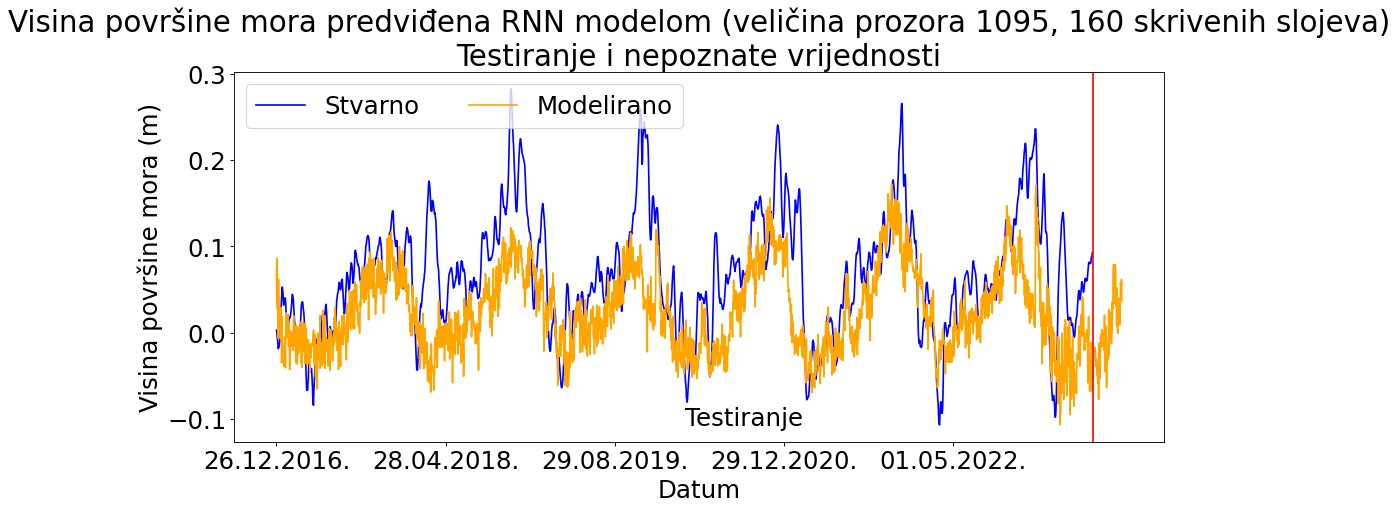 Visina površine mora predviđena RNN modelom (veličina prozora 1095, 160 skrivenih slojeva)
Testiranje i nepoznate vrijednosti
Stvarno
Modelirano
Visina površine mora (m)
0.3
0.2
0.1
0.0
−0.1
Testiranje
26.12.2016.
28.04.2018.
29.08.2019.
29.12.2020.
01.05.2022.
Datum